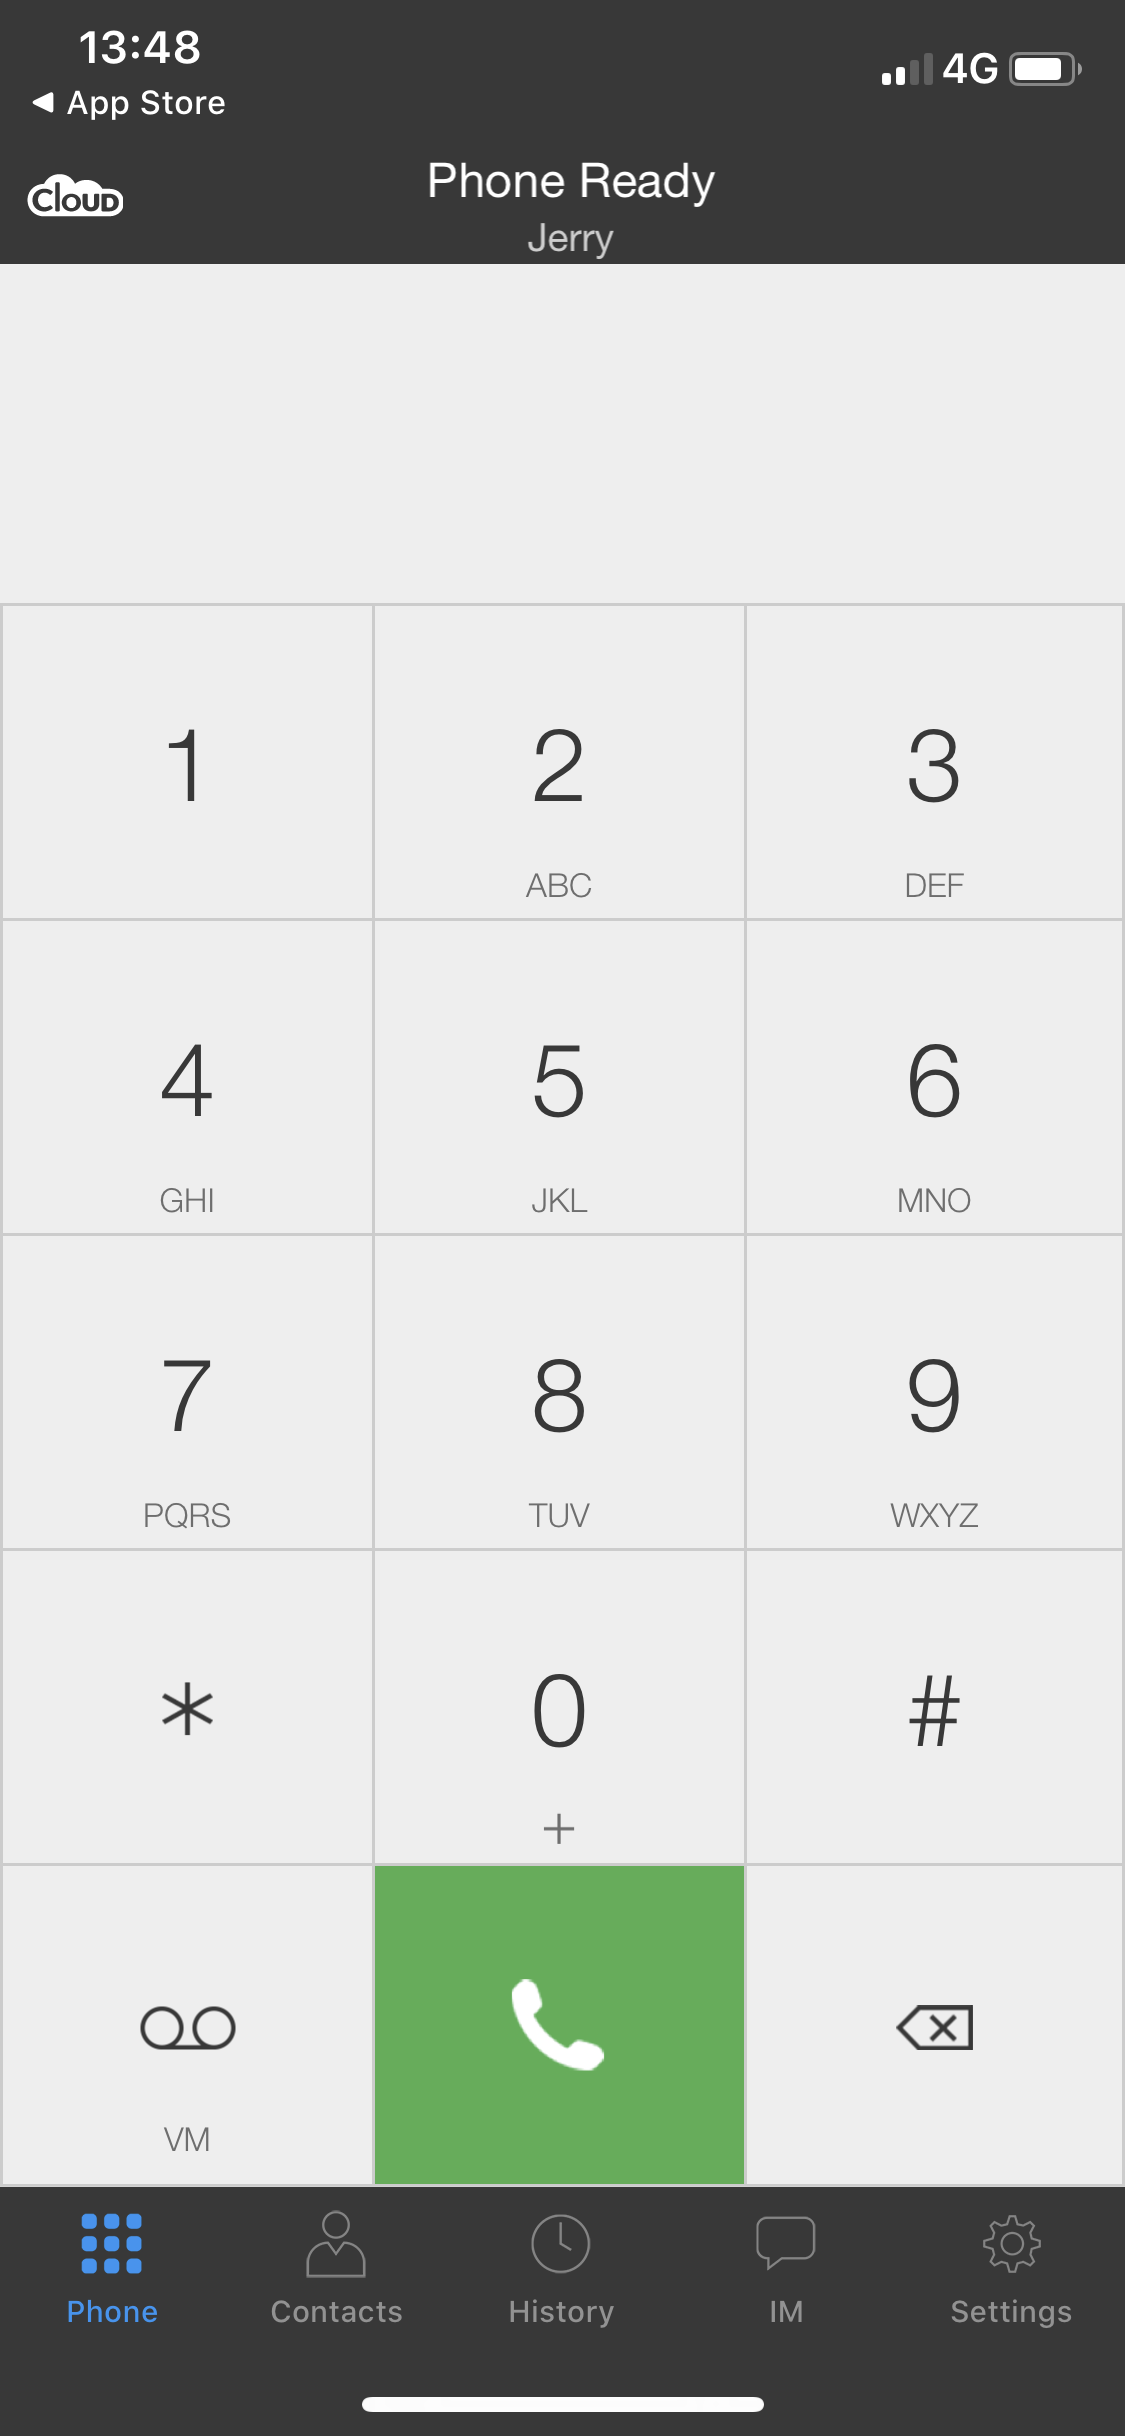 13:48
4G
◀ App Store
Phone Ready
CLOUD
Jerry
1
2
3
ABC
DEF
4
5
6
GHI
JKL
MNO
7
8
9
PQRS
TUV
WXYZ
*
0
#
+
VM
Phone
Contacts
History
IM
Settings